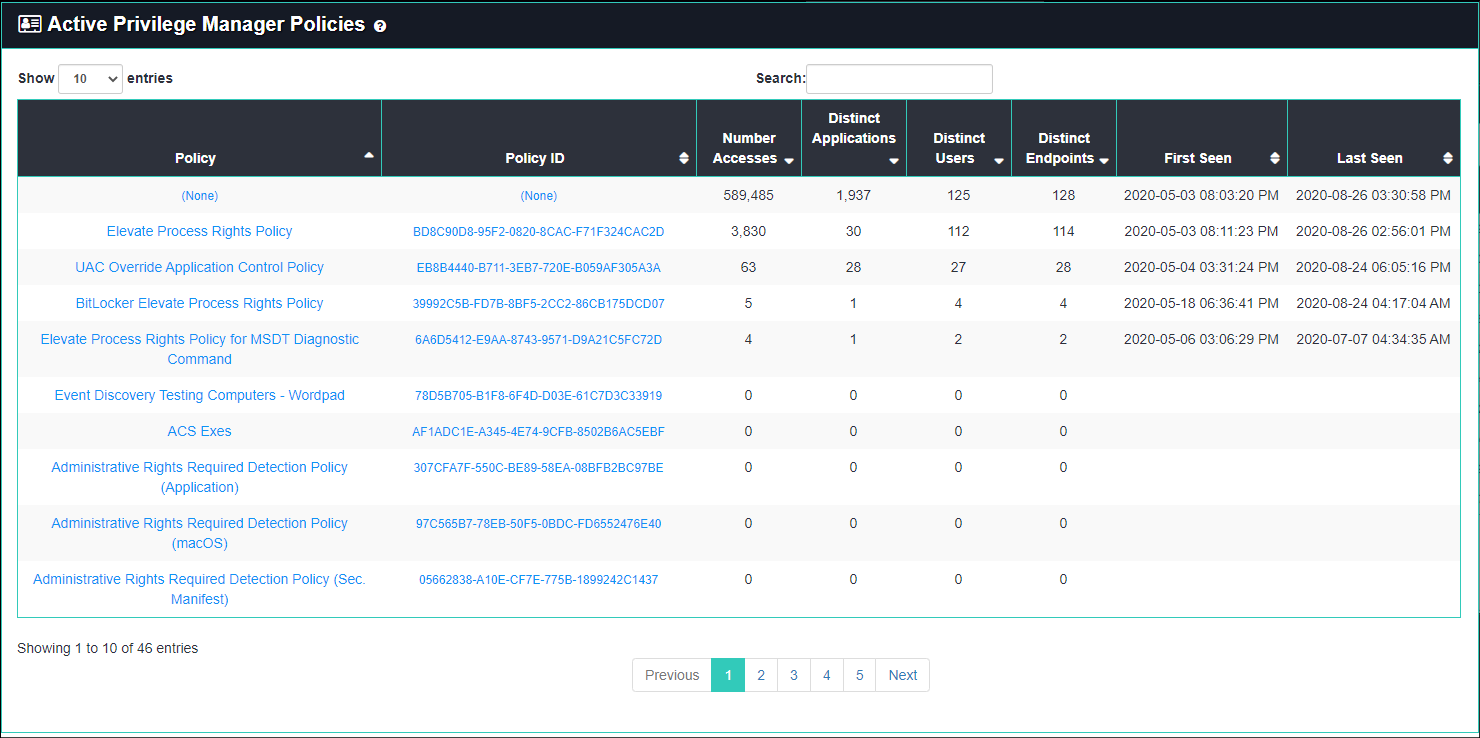 Active Privilege Manager Policies ?
Show 10 entries Search:
Policy Policy ID Number Accesses Distinct Applications Distinct Users Distinct Endpoints First Seen Last Seen
(None) (None) 589,485 1,937 125 128 2020-05-03 08:03:20 PM 2020-08-26 03:30:58 PM
Elevate Process Rights Policy BD8C90D8-95F2-0820-8CAC-F71F324CAC2D 3,830 30 112 114 2020-05-03 08:11:23 PM 2020-08-26 02:56:01 PM
UAC Override Application Control Policy EB8B4440-B711-3EB7-720E-B059AF305A3A 63 28 27 28 2020-05-04 03:31:24 PM 2020-08-24 06:05:16 PM
BitLocker Elevate Process Rights Policy 39992C5B-FD7B-8BF5-2CC2-86CB175DCD07 5 1 4 4 2020-05-18 06:36:41 PM 2020-08-24 04:17:04 AM
Elevate Process Rights Policy for MSDT Diagnostic 6A6D5412-E9AA-8743-9571-D9A21C5FC72D 4 1 2 2 2020-05-06 03:06:29 PM 2020-07-07 04:34:35 AM
Command
Event Discovery Testing Computers - Wordpad 78D5B705-B1F8-6F4D-D03E-61C7D3C33919 0 0 0 0
ACS Exes AF1ADC1E-A345-4E74-9CFB-8502B6AC5EBF 0 0 0 0
Administrative Rights Required Detection Policy 307CFA7F-550C-BE89-58EA-08BFB2BC97BE 0 0 0 0
(Application)
Administrative Rights Required Detection Policy 97C565B7-78EB-50F5-0BDC-FD6552476E40 0 0 0 0
(macOS)
Administrative Rights Required Detection Policy (Sec. 05662838-A10E-CF7E-775B-1899242C1437 0 0 0 0
Manifest)
Showing 1 to 10 of 46 entries
Previous 1 2 3 4 5 Next